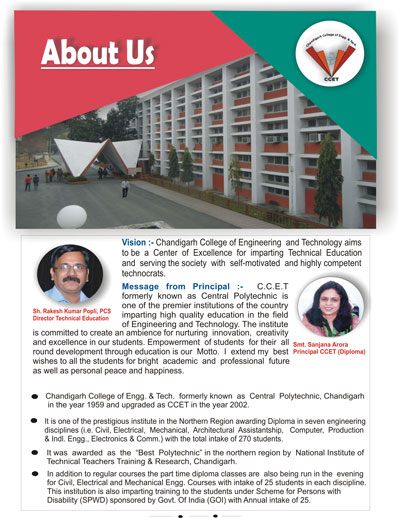 About Us
Chandigarh College of Engg. & Tech.
CCET
Vision :- Chandigarh College of Engineering and Technology aims
to be a Center of Excellence for imparting Technical Education
and serving the society with self-motivated and highly competent
technocrats.
Sh. Rakesh Kumar Popli, PCS
Director Technical Education
Message from Principal :- C.C.E.T
formerly known as Central Polytechnic is
one of the premier institutions of the country
imparting high quality education in the field
of Engineering and Technology. The institute
is committed to create an ambience for nurturing innovation, creativity
and excellence in our students. Empowerment of students for their all
round development through education is our Motto. I extend my best
wishes to all the students for bright academic and professional future
as well as personal peace and happiness.
Smt. Sanjana Arora
Principal CCET (Diploma)
Chandigarh College of Engg. & Tech. formerly known as Central Polytechnic, Chandigarh
in the year 1959 and upgraded as CCET in the year 2002.
It is one of the prestigious institute in the Northern Region awarding Diploma in seven engineering
disciplines (i.e. Civil, Electrical, Mechanical, Architectural Assistantship, Computer, Production
& Indl. Engg., Electronics & Comm.) with the total intake of 270 students.
It was awarded as the “Best Polytechnic” in the northern region by National Institute of
Technical Teachers Training & Research, Chandigarh.
In addition to regular courses the part time diploma classes are also being run in the evening
for Civil, Electrical and Mechanical Engg. Courses with intake of 25 students in each discipline.
This institution is also imparting training to the students under Scheme for Persons with
Disability (SPWD) sponsored by Govt. Of India (GOI) with Annual intake of 25.